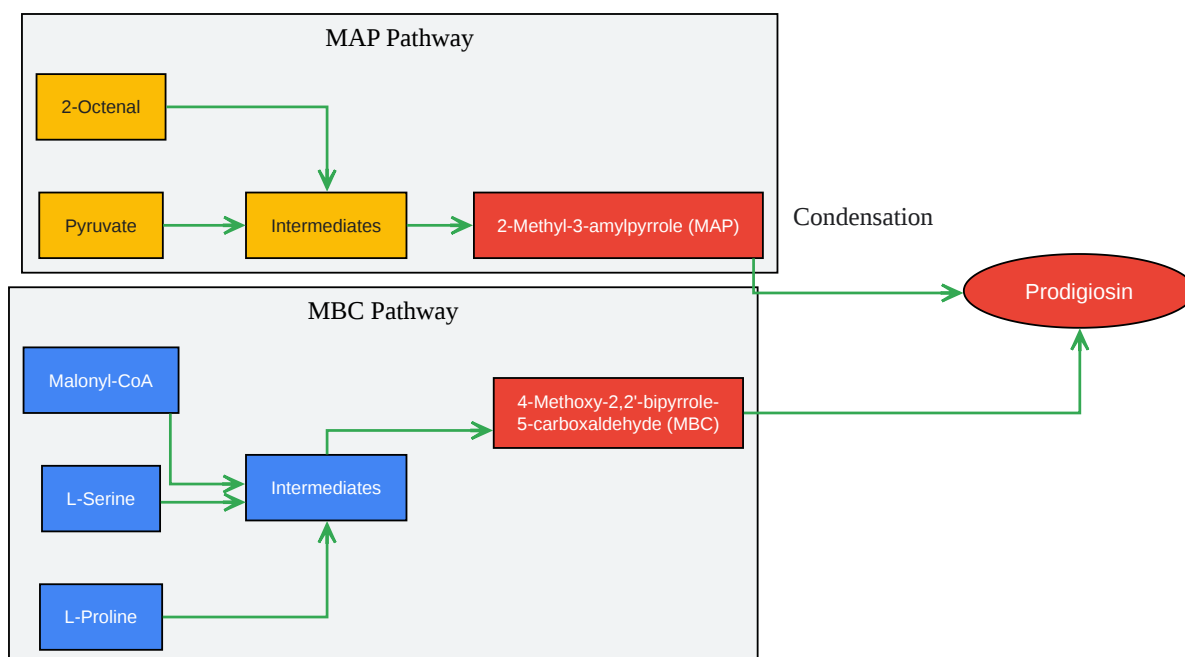 MAP Pathway
2-Octenal
Pyruvate
Intermediates
2-Methyl-3-amylpyrrole (MAP)
Condensation
Prodigiosin
MBC Pathway
Malonyl-CoA
4-Methoxy-2,2'-bipyrrole-
5-carboxaldehyde (MBC)
L-Serine
Intermediates
L-Proline